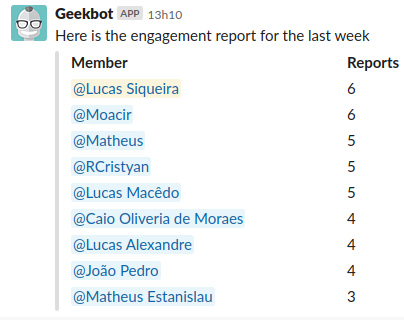 Geekbot APP 13h10
Here is the engagement report for the last week
Member Reports
@Lucas Siqueira 6
@Moacir 6
@Matheus 5
@RCristyan 5
@Lucas Macêdo 5
@Caio Oliveria de Moraes 4
@Lucas Alexandre 4
@João Pedro 4
@Matheus Estanislau 3